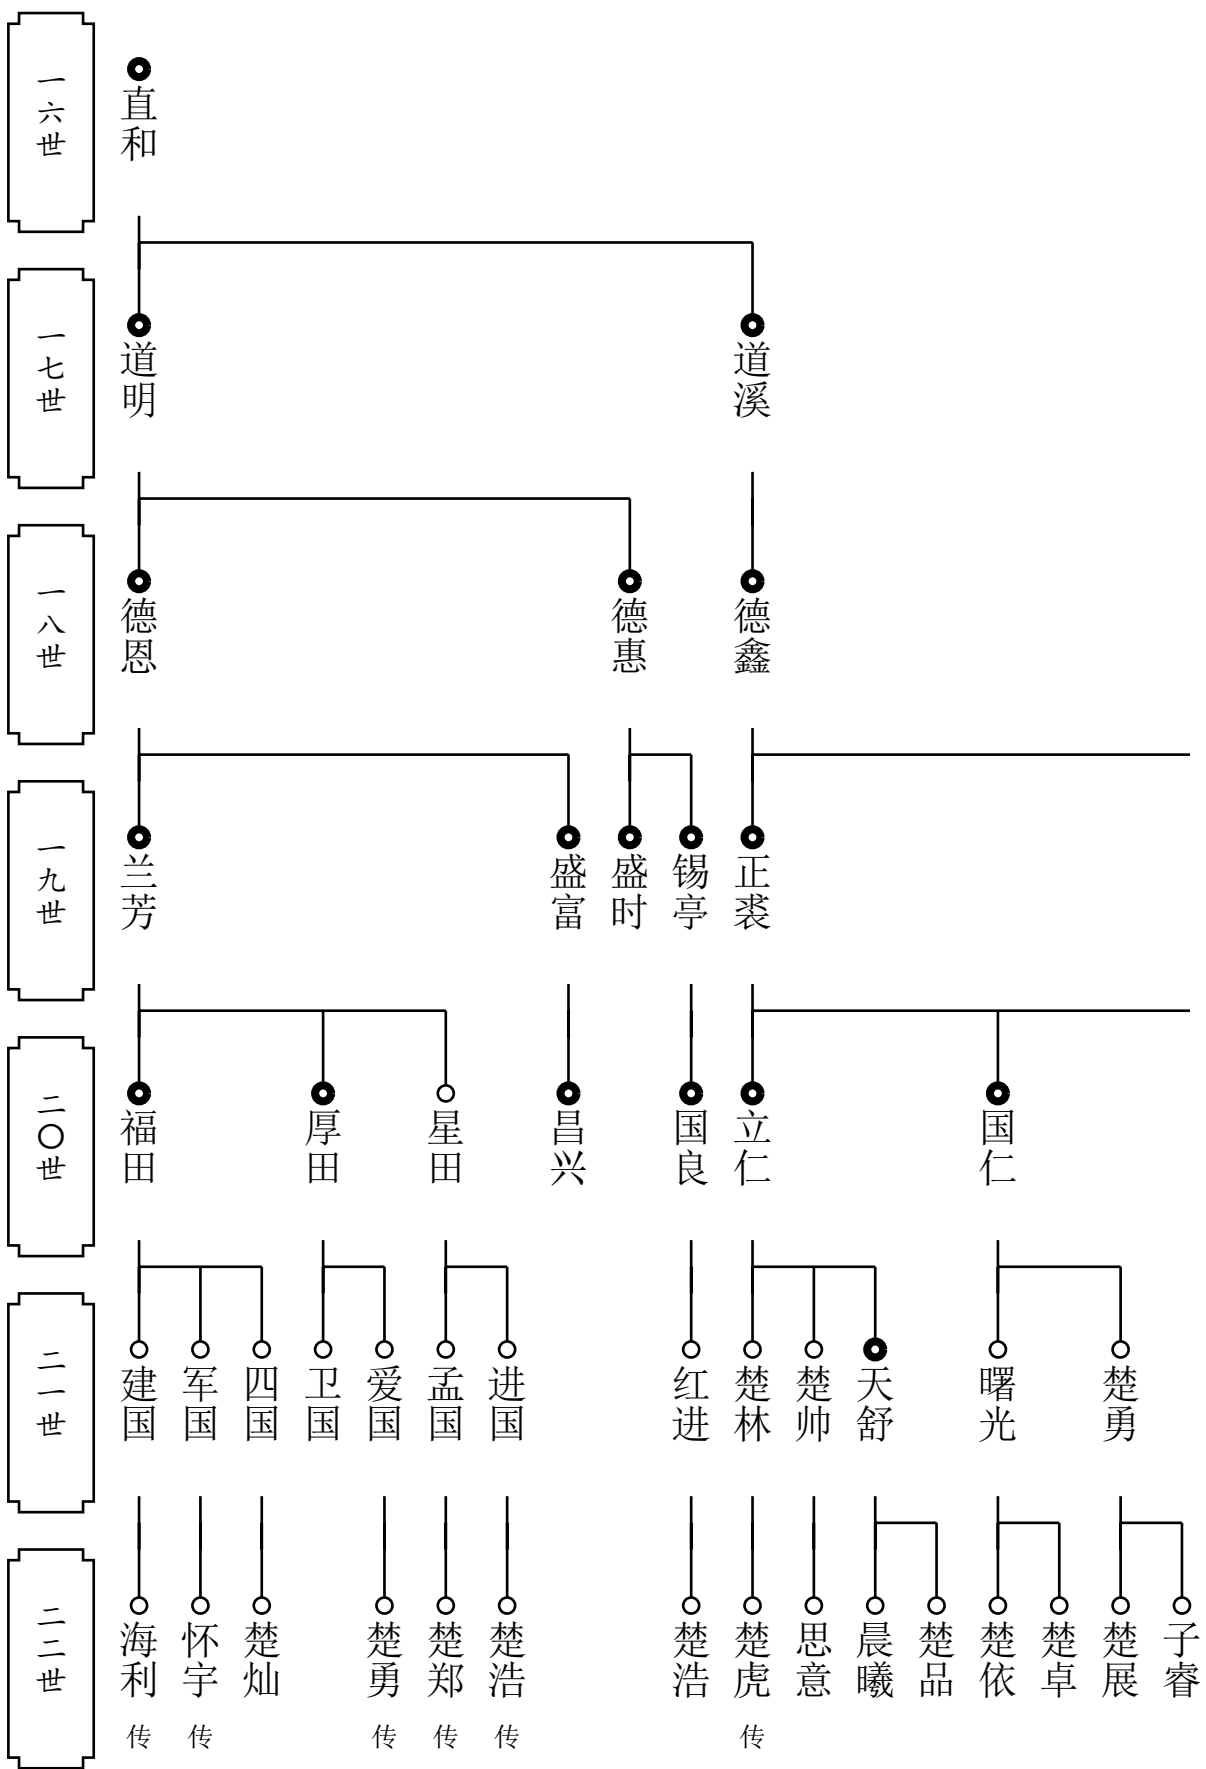 一六世
直和
一七世
道明
道溪
一八世
德恩
德惠
德鑫
一九世
兰芳
盛富
盛时
锡亭
正裘
二〇世
福田
厚田
星田
昌兴
国良
立仁
国仁
二一世
建国
军国
四国
卫国
爱国
孟国
进国
红进
楚林
楚帅
天舒
曙光
楚勇
二二世
海利
怀宇
楚灿
楚勇
楚郑
楚浩
楚浩
楚虎
思意
晨曦
楚品
楚依
楚卓
楚展
子睿
传
传
传
传
传
传